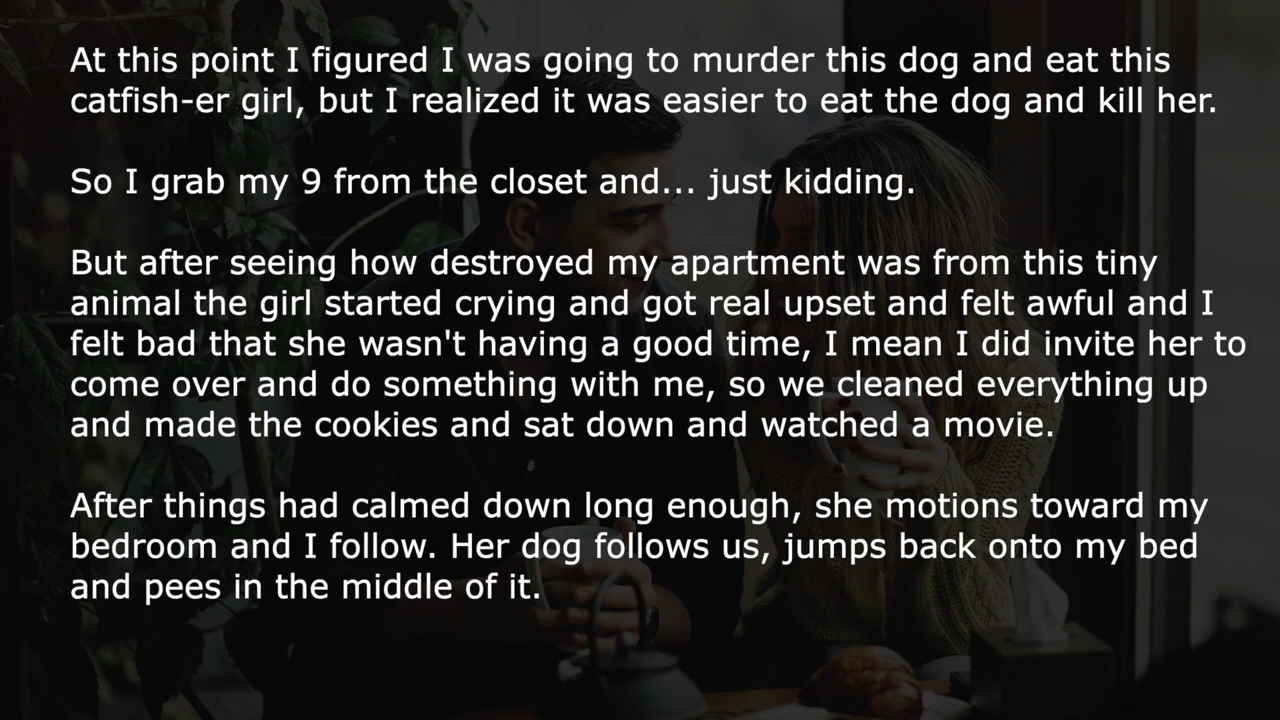 At this point I figured I was going to murder this dog and eat this
catfish-er girl, but I realized it was easier to eat the dog and kill her.
So I grab my 9 from the closet and... just kidding.
But after seeing how destroyed my apartment was from this tiny
animal the girl started crying and got real upset and felt awful and I
felt bad that she wasn't having a good time, I mean I did invite her to
come over and do something with me, so we cleaned everything up
and made the cookies and sat down and watched a movie.
After things had calmed down long enough, she motions toward my
bedroom and I follow. Her dog follows us, jumps back onto my bed
and pees in the middle of it.